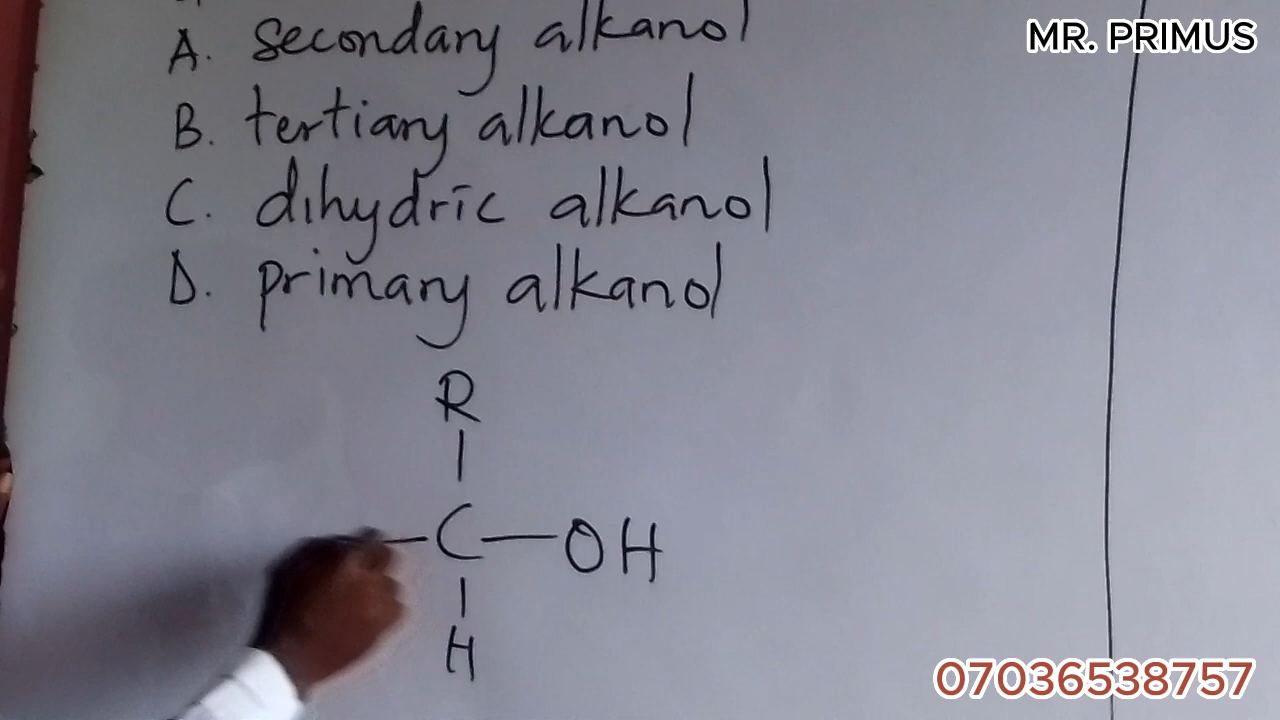 A. secondary alkanol
MR. PRIMUS
B. tertiary alkanol
C. dihydric alkanol
D. primary alkanol
R
C OH
H
07036538757